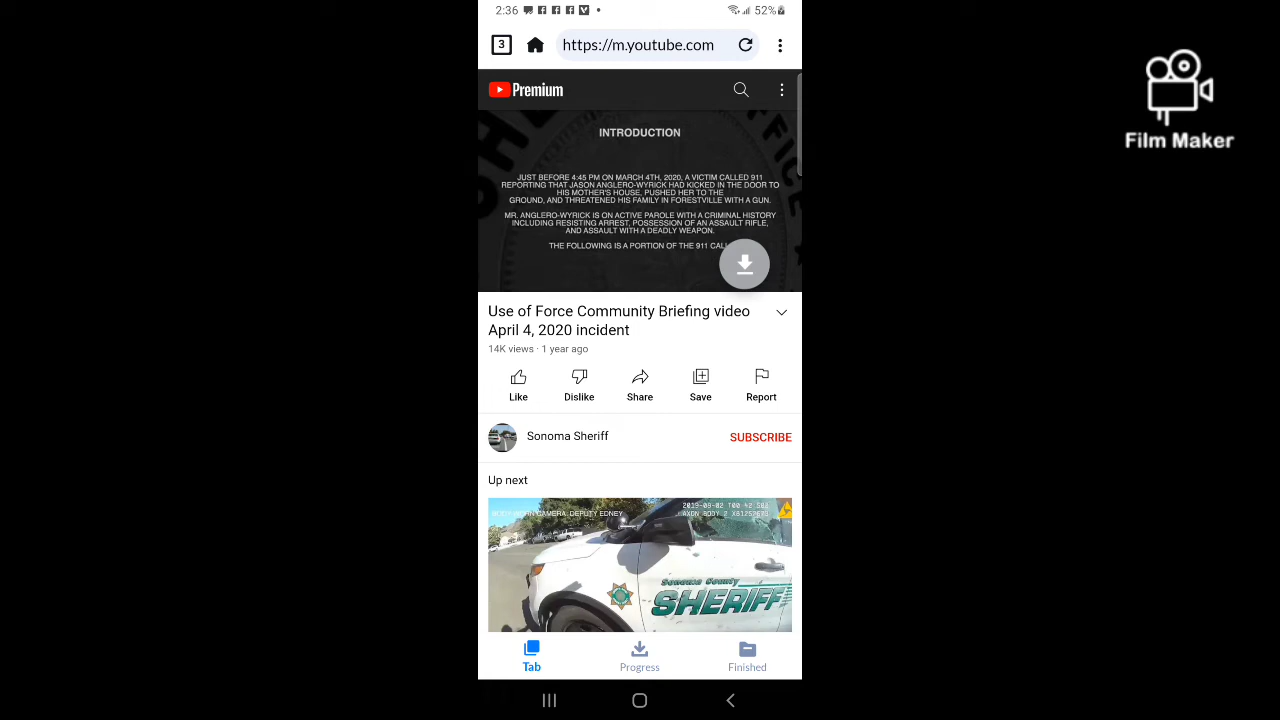 2:36
52%
3
https://m.youtube.com
Premium
INTRODUCTION
JUST BEFORE 4:45 PM ON MARCH 4TH, 2020, A VICTIM CALLED 911
REPORTING THAT JASON ANGLERO-WYRICK HAD KICKED IN THE DOOR TO
HIS MOTHER'S HOUSE, PUSHED HER TO THE
GROUND, AND THREATENED HIS FAMILY IN FORESTVILLE WITH A GUN.
MR. ANGLERO-WYRICK IS ON ACTIVE PAROLE WITH A CRIMINAL HISTORY
INCLUDING RESISTING ARREST, POSSESSION OF AN ASSAULT RIFLE,
AND ASSAULT WITH A DEADLY WEAPON.
THE FOLLOWING IS A PORTION OF THE 911
Use of Force Community Briefing video
April 4, 2020 incident
14K views · 1 year ago
Like Dislike Share Save Report
Sonoma Sheriff
SUBSCRIBE
Up next
BODY-WORN CAMERA: DEPUTY EDNEY
Sonoma County
SHERIFF
Tab Progress Finished
Film Maker